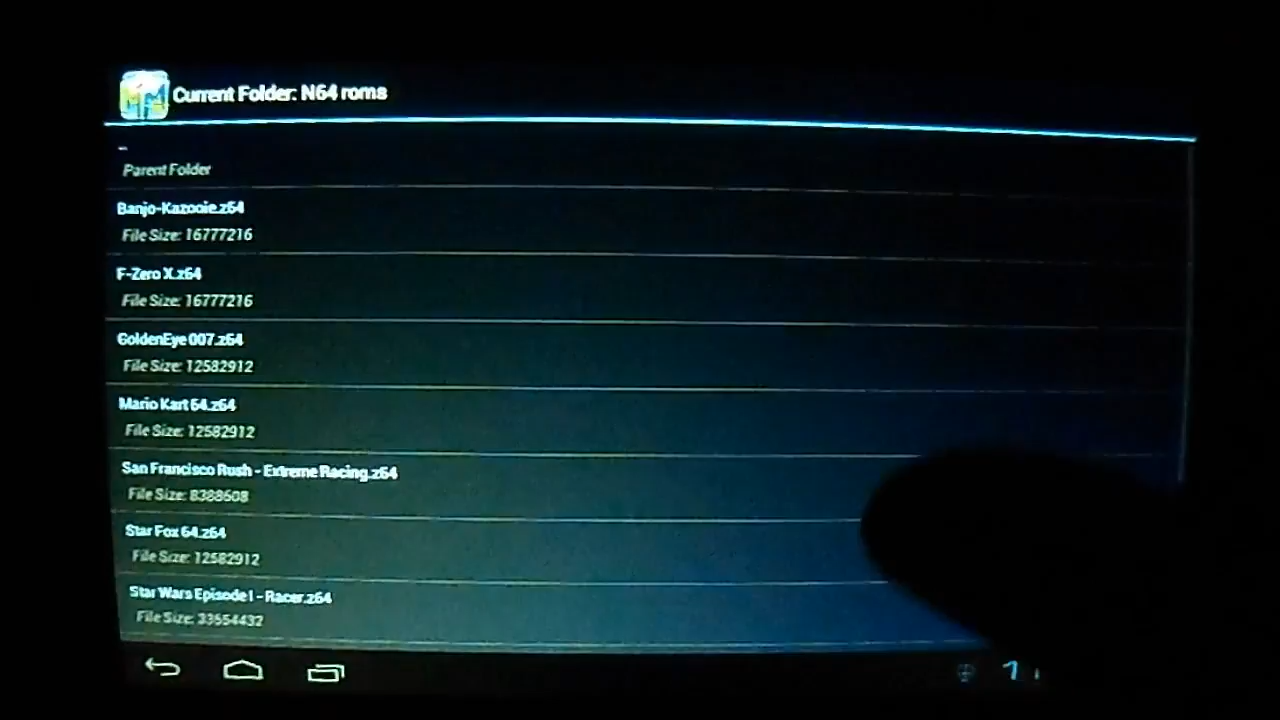 Current Folder: N64 roms
..
Parent Folder
Banjo-Kazooie.z64
File Size: 16777216
F-Zero X.z64
File Size: 16777216
GoldenEye 007.z64
File Size: 12582912
Mario Kart 64.z64
File Size: 12582912
San Francisco Rush - Extreme Racing.z64
File Size: 8388608
Star Fox 64.z64
File Size: 12582912
Star Wars Episode I - Racer.z64
File Size: 33554432